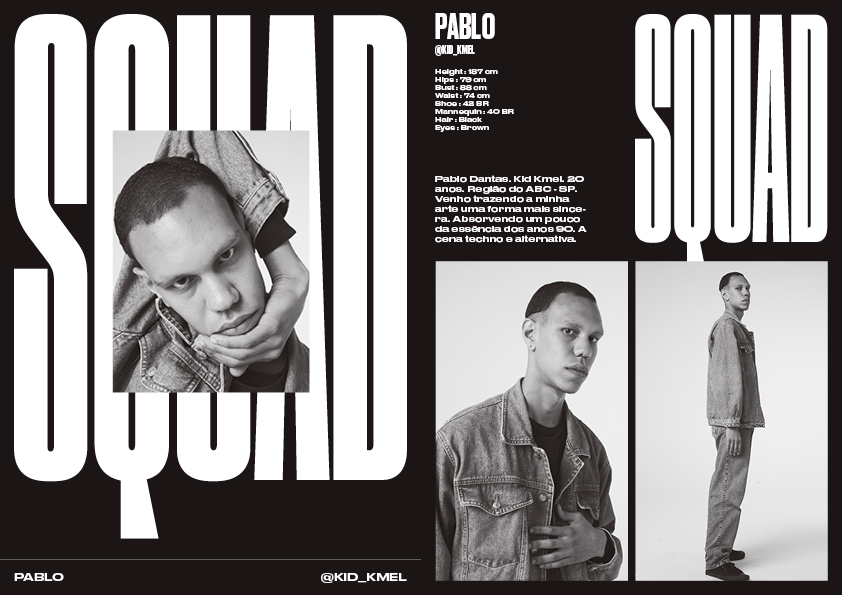 SQUAD
PABLO
@KID_KMEL
PABLO
@KID_KMEL
Height : 187 cm
Hips : 79 cm
Bust : 88 cm
Waist : 74 cm
Shoe : 42 BR
Mannequin : 40 BR
Hair : Black
Eyes : Brown
Pablo Dantas. Kid Kmel. 20
anos. Região do ABC - SP.
Venho trazendo a minha
arte uma forma mais since-
ra. Absorvendo um pouco
da essência dos anos 90. A
cena techno e alternativa.
SQUAD